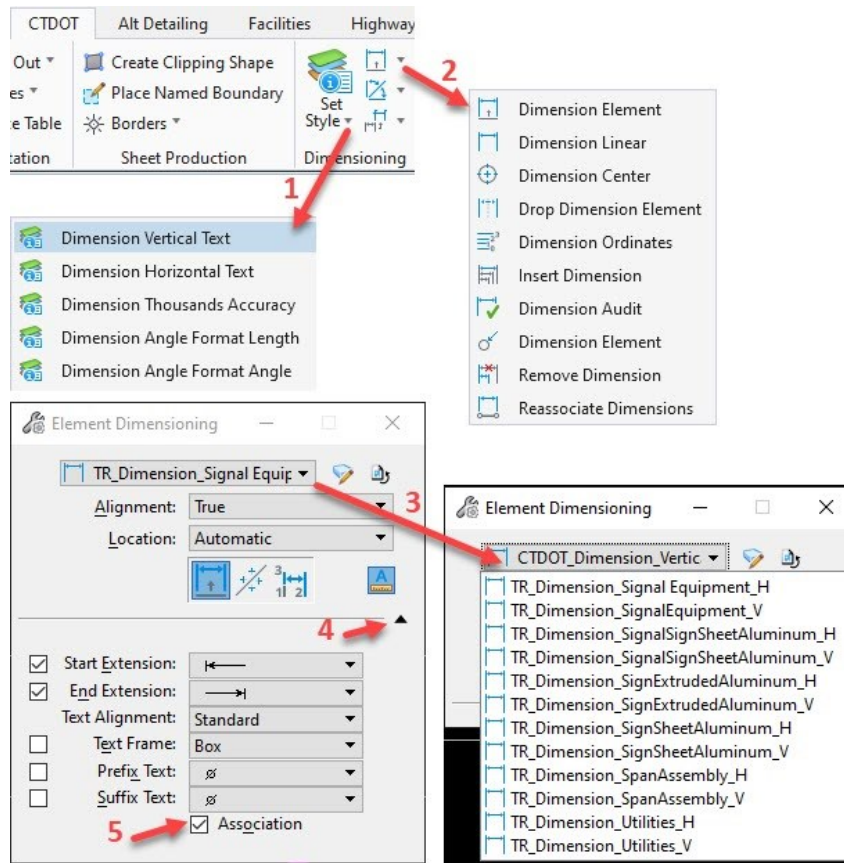 CTDOT Alt Detailing Facilities Highway
Out Create Clipping Shape
es Place Named Boundary
e Table Borders
Set
Style
tation Sheet Production Dimensioning
1
2
Dimension Element
Dimension Linear
Dimension Center
Drop Dimension Element
Dimension Ordinates
Insert Dimension
Dimension Audit
Dimension Element
Remove Dimension
Reassociate Dimensions
Dimension Vertical Text
Dimension Horizontal Text
Dimension Thousands Accuracy
Dimension Angle Format Length
Dimension Angle Format Angle
Element Dimensioning
TR_Dimension_Signal Equip
Alignment: True
Location: Automatic
3
4
Start Extension:
End Extension:
Text Alignment: Standard
Text Frame: Box
Prefix Text: ø
Suffix Text: ø
5
Association
Element Dimensioning
CTDOT_Dimension_Vertic
TR_Dimension_Signal Equipment_H
TR_Dimension_SignalEquipment_V
TR_Dimension_SignalSignSheetAluminum_H
TR_Dimension_SignalSignSheetAluminum_V
TR_Dimension_SignExtrudedAluminum_H
TR_Dimension_SignExtrudedAluminum_V
TR_Dimension_SignSheetAluminum_H
TR_Dimension_SignSheetAluminum_V
TR_Dimension_SpanAssembly_H
TR_Dimension_SpanAssembly_V
TR_Dimension_Utilities_H
TR_Dimension_Utilities_V